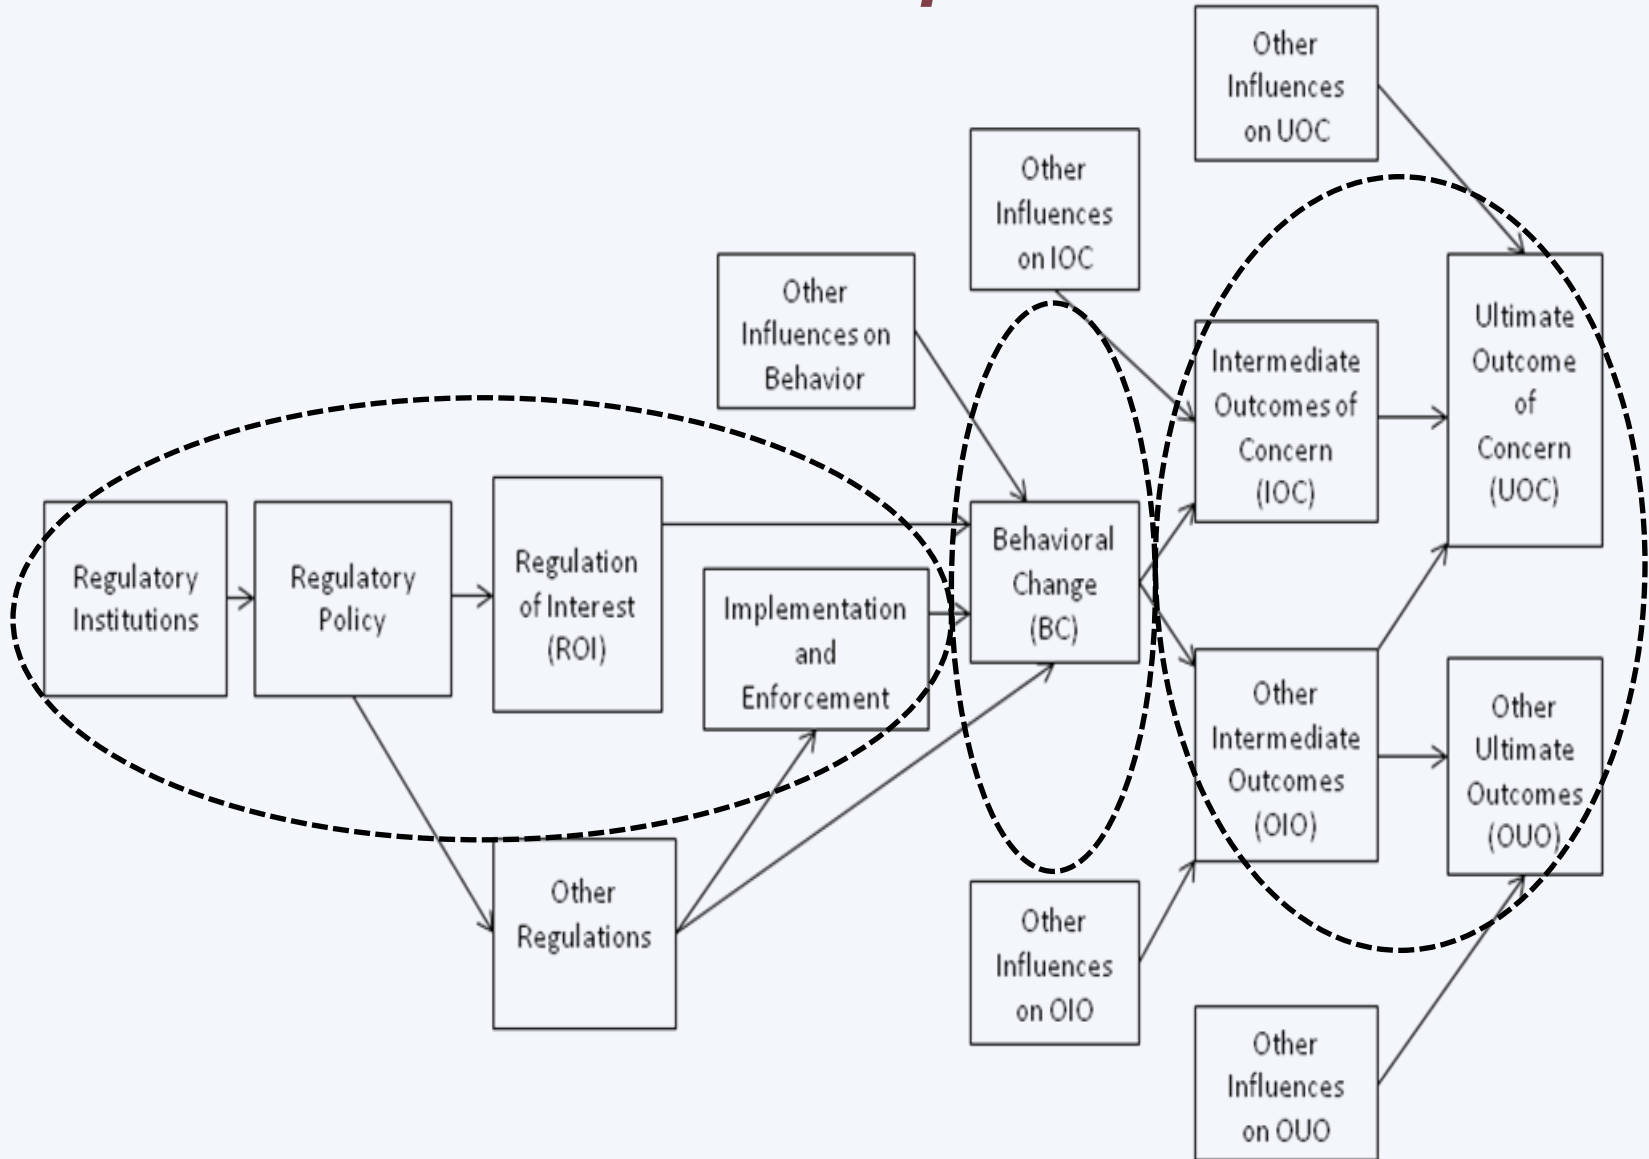 Other
Influences
on UOC
Other
Influences
on IOC
Other
Influences on
Behavior
Ultimate
Outcome
of
Concern
(UOC)
Intermediate
Outcomes of
Concern
(IOC)
Regulatory
Institutions
Regulatory
Policy
Regulation
of Interest
(ROI)
Implementation
and
Enforcement
Behavioral
Change
(BC)
Other
Intermediate
Outcomes
(OIO)
Other
Ultimate
Outcomes
(OUO)
Other
Regulations
Other
Influences
on OIO
Other
Influences
on OUO